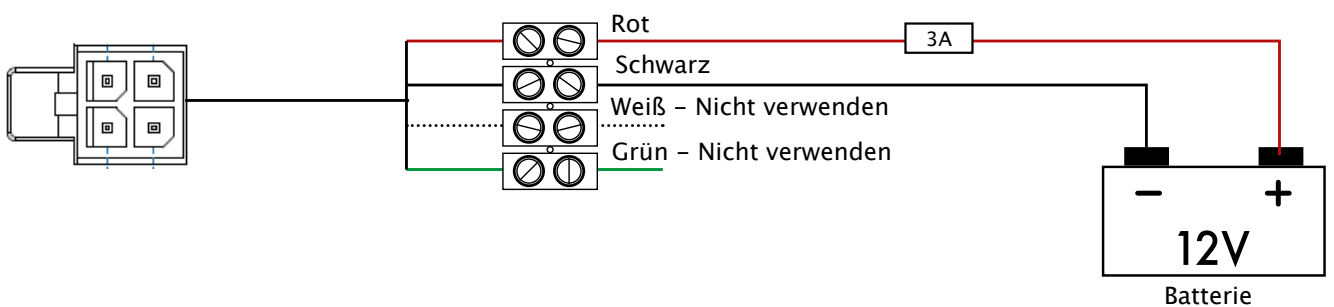 Rot
3A
Schwarz
Weiß – Nicht verwenden
Grün – Nicht verwenden
– +
12V
Batterie